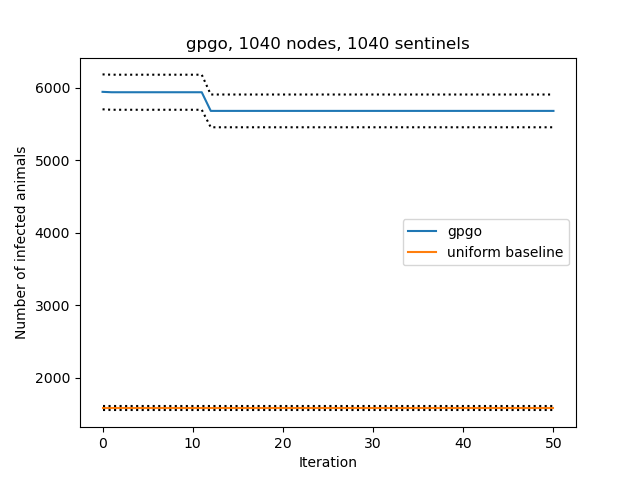 gpgo, 1040 nodes, 1040 sentinels
6000
5000
4000
3000
2000
Number of infected animals
gpgo
uniform baseline
0
10
20
30
40
50
Iteration